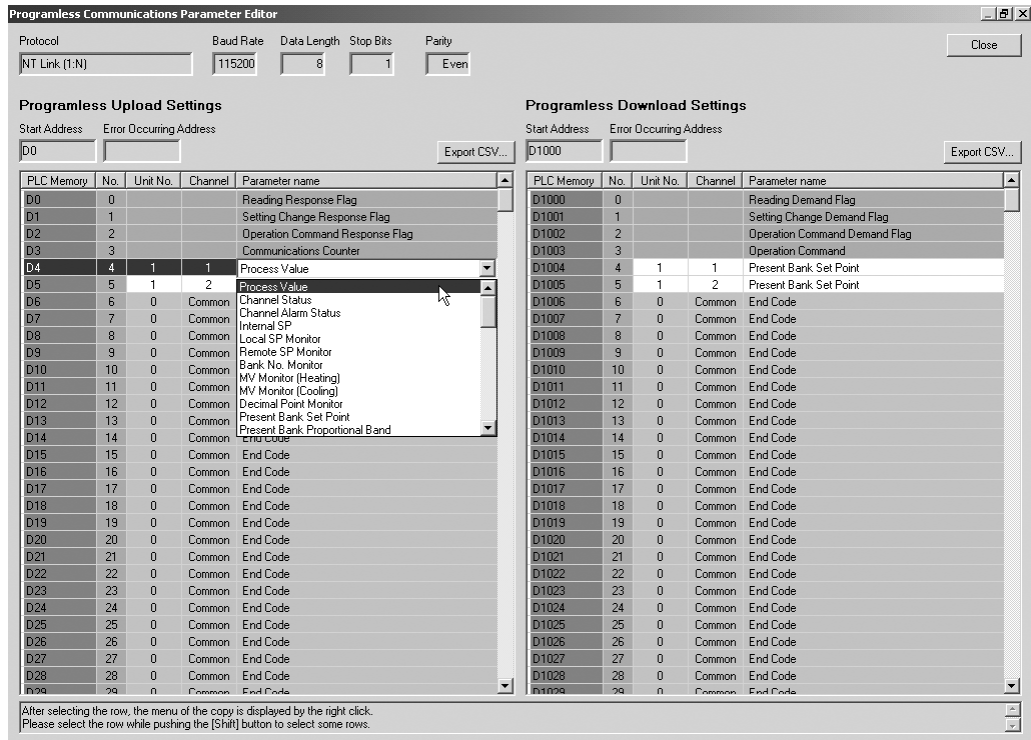 Programless Communications Parameter Editor
Protocol Baud Rate Data Length Stop Bits Parity
NT Link (1:N) 115200 8 1 Even Close
Programless Upload Settings
Start Address Error Occurring Address
D0 Export CSV...
PLC Memory No. Unit No. Channel Parameter name
D0 0 Reading Response Flag
D1 1 Setting Change Response Flag
D2 2 Operation Command Response Flag
D3 3 Communications Counter
D4 4 1 1 Process Value
D5 5 1 2
D6 6 0 Common
D7 7 0 Common
D8 8 0 Common
D9 9 0 Common
D10 10 0 Common
D11 11 0 Common
D12 12 0 Common
D13 13 0 Common
D14 14 0 Common End Code
D15 15 0 Common End Code
D16 16 0 Common End Code
D17 17 0 Common End Code
D18 18 0 Common End Code
D19 19 0 Common End Code
D20 20 0 Common End Code
D21 21 0 Common End Code
D22 22 0 Common End Code
D23 23 0 Common End Code
D24 24 0 Common End Code
D25 25 0 Common End Code
D26 26 0 Common End Code
D27 27 0 Common End Code
D28 28 0 Common End Code
D29 29 0 Common End Code
Process Value
Channel Status
Channel Alarm Status
Internal SP
Local SP Monitor
Remote SP Monitor
Bank No. Monitor
MV Monitor (Heating)
MV Monitor (Cooling)
Decimal Point Monitor
Present Bank Set Point
Present Bank Proportional Band
Programless Download Settings
Start Address Error Occurring Address
D1000 Export CSV...
PLC Memory No. Unit No. Channel Parameter name
D1000 0 Reading Demand Flag
D1001 1 Setting Change Demand Flag
D1002 2 Operation Command Demand Flag
D1003 3 Operation Command
D1004 4 1 1 Present Bank Set Point
D1005 5 1 2 Present Bank Set Point
D1006 6 0 Common End Code
D1007 7 0 Common End Code
D1008 8 0 Common End Code
D1009 9 0 Common End Code
D1010 10 0 Common End Code
D1011 11 0 Common End Code
D1012 12 0 Common End Code
D1013 13 0 Common End Code
D1014 14 0 Common End Code
D1015 15 0 Common End Code
D1016 16 0 Common End Code
D1017 17 0 Common End Code
D1018 18 0 Common End Code
D1019 19 0 Common End Code
D1020 20 0 Common End Code
D1021 21 0 Common End Code
D1022 22 0 Common End Code
D1023 23 0 Common End Code
D1024 24 0 Common End Code
D1025 25 0 Common End Code
D1026 26 0 Common End Code
D1027 27 0 Common End Code
D1028 28 0 Common End Code
D1029 29 0 Common End Code
After selecting the row, the menu of the copy is displayed by the right click.
Please select the row while pushing the [Shift] button to select some rows.